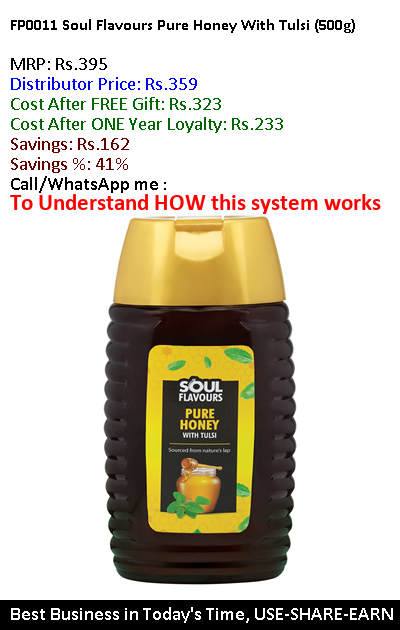 FP0011 Soul Flavours Pure Honey With Tulsi (500g)
MRP: Rs.395
Distributor Price: Rs.359
Cost After FREE Gift: Rs.323
Cost After ONE Year Loyalty: Rs.233
Savings: Rs.162
Savings %: 41%
Call/WhatsApp me :
To Understand HOW this system works
SOUL
FLAVOURS
PURE
HONEY
WITH TULSI
Sourced from nature's lap
Best Business in Today's Time, USE-SHARE-EARN